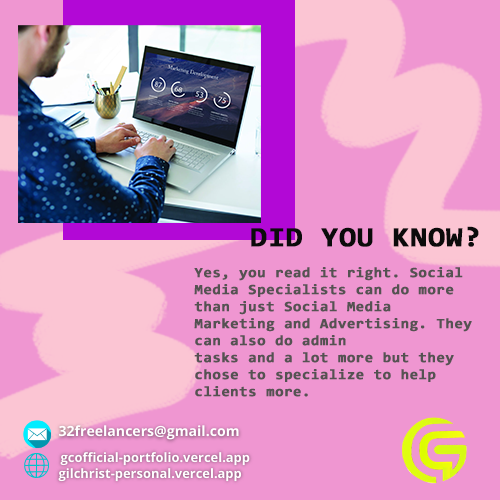 Marketing Development
87
68
53
75
DID YOU KNOW?
Yes, you read it right. Social
Media Specialists can do more
than just Social Media
Marketing and Advertising. They
can also do admin
tasks and a lot more but they
chose to specialize to help
clients more.
32freelancers@gmail.com
gcofficial-portfolio.vercel.app
gilchrist-personal.vercel.app